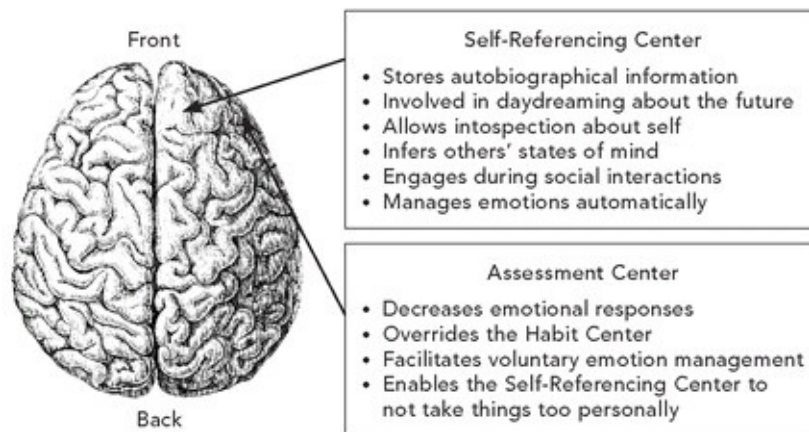 Front
Self-Referencing Center
• Stores autobiographical information
• Involved in daydreaming about the future
• Allows intospection about self
• Infers others' states of mind
• Engages during social interactions
• Manages emotions automatically
Assessment Center
• Decreases emotional responses
• Overrides the Habit Center
• Facilitates voluntary emotion management
• Enables the Self-Referencing Center to
not take things too personally
Back